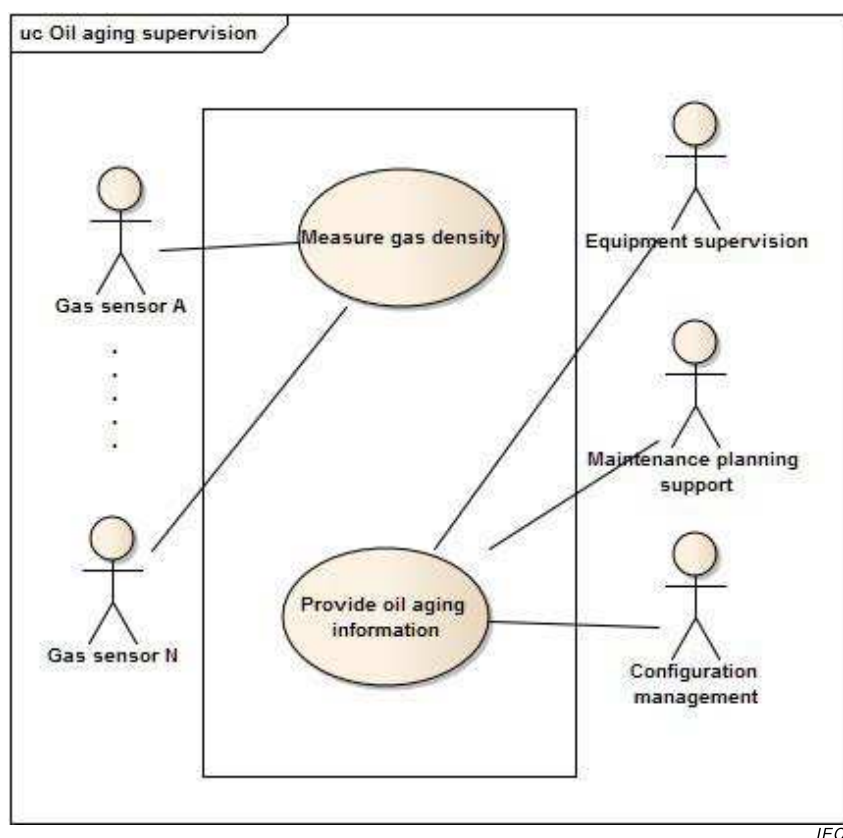 uc Oil aging supervision
Measure gas density
Equipment supervision
Gas sensor A
Maintenance planning
support
Provide oil aging
information
Gas sensor N
Configuration
management
IEC